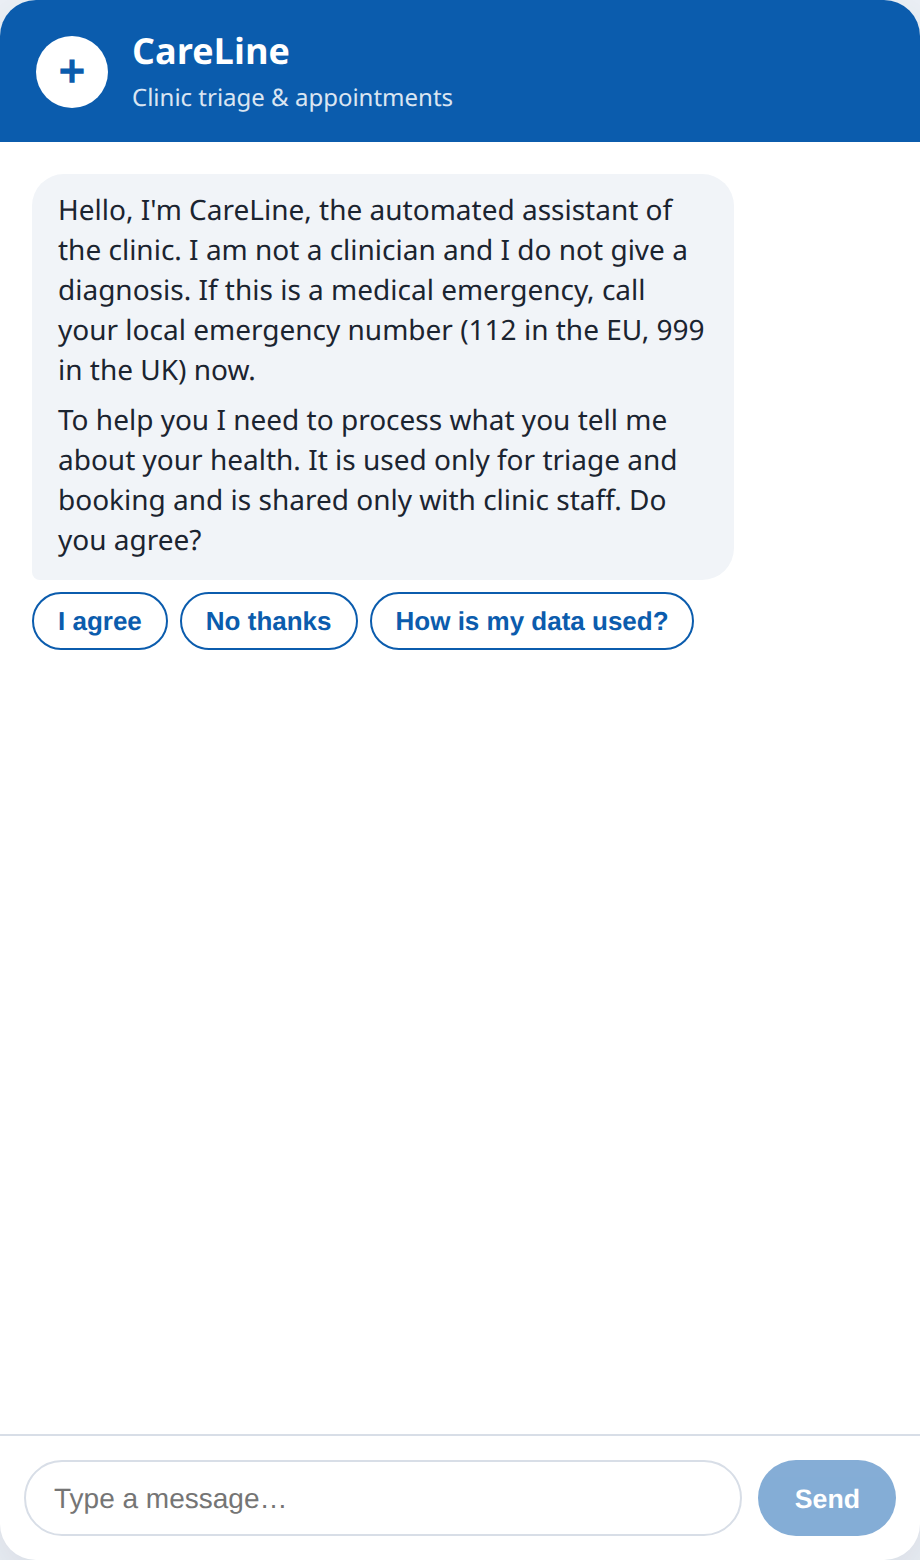 +
CareLine
Clinic triage & appointments
Hello, I'm CareLine, the automated assistant of
the clinic. I am not a clinician and I do not give a
diagnosis. If this is a medical emergency, call
your local emergency number (112 in the EU, 999
in the UK) now.
To help you I need to process what you tell me
about your health. It is used only for triage and
booking and is shared only with clinic staff. Do
you agree?
I agree
No thanks
How is my data used?
Type a message…
Send